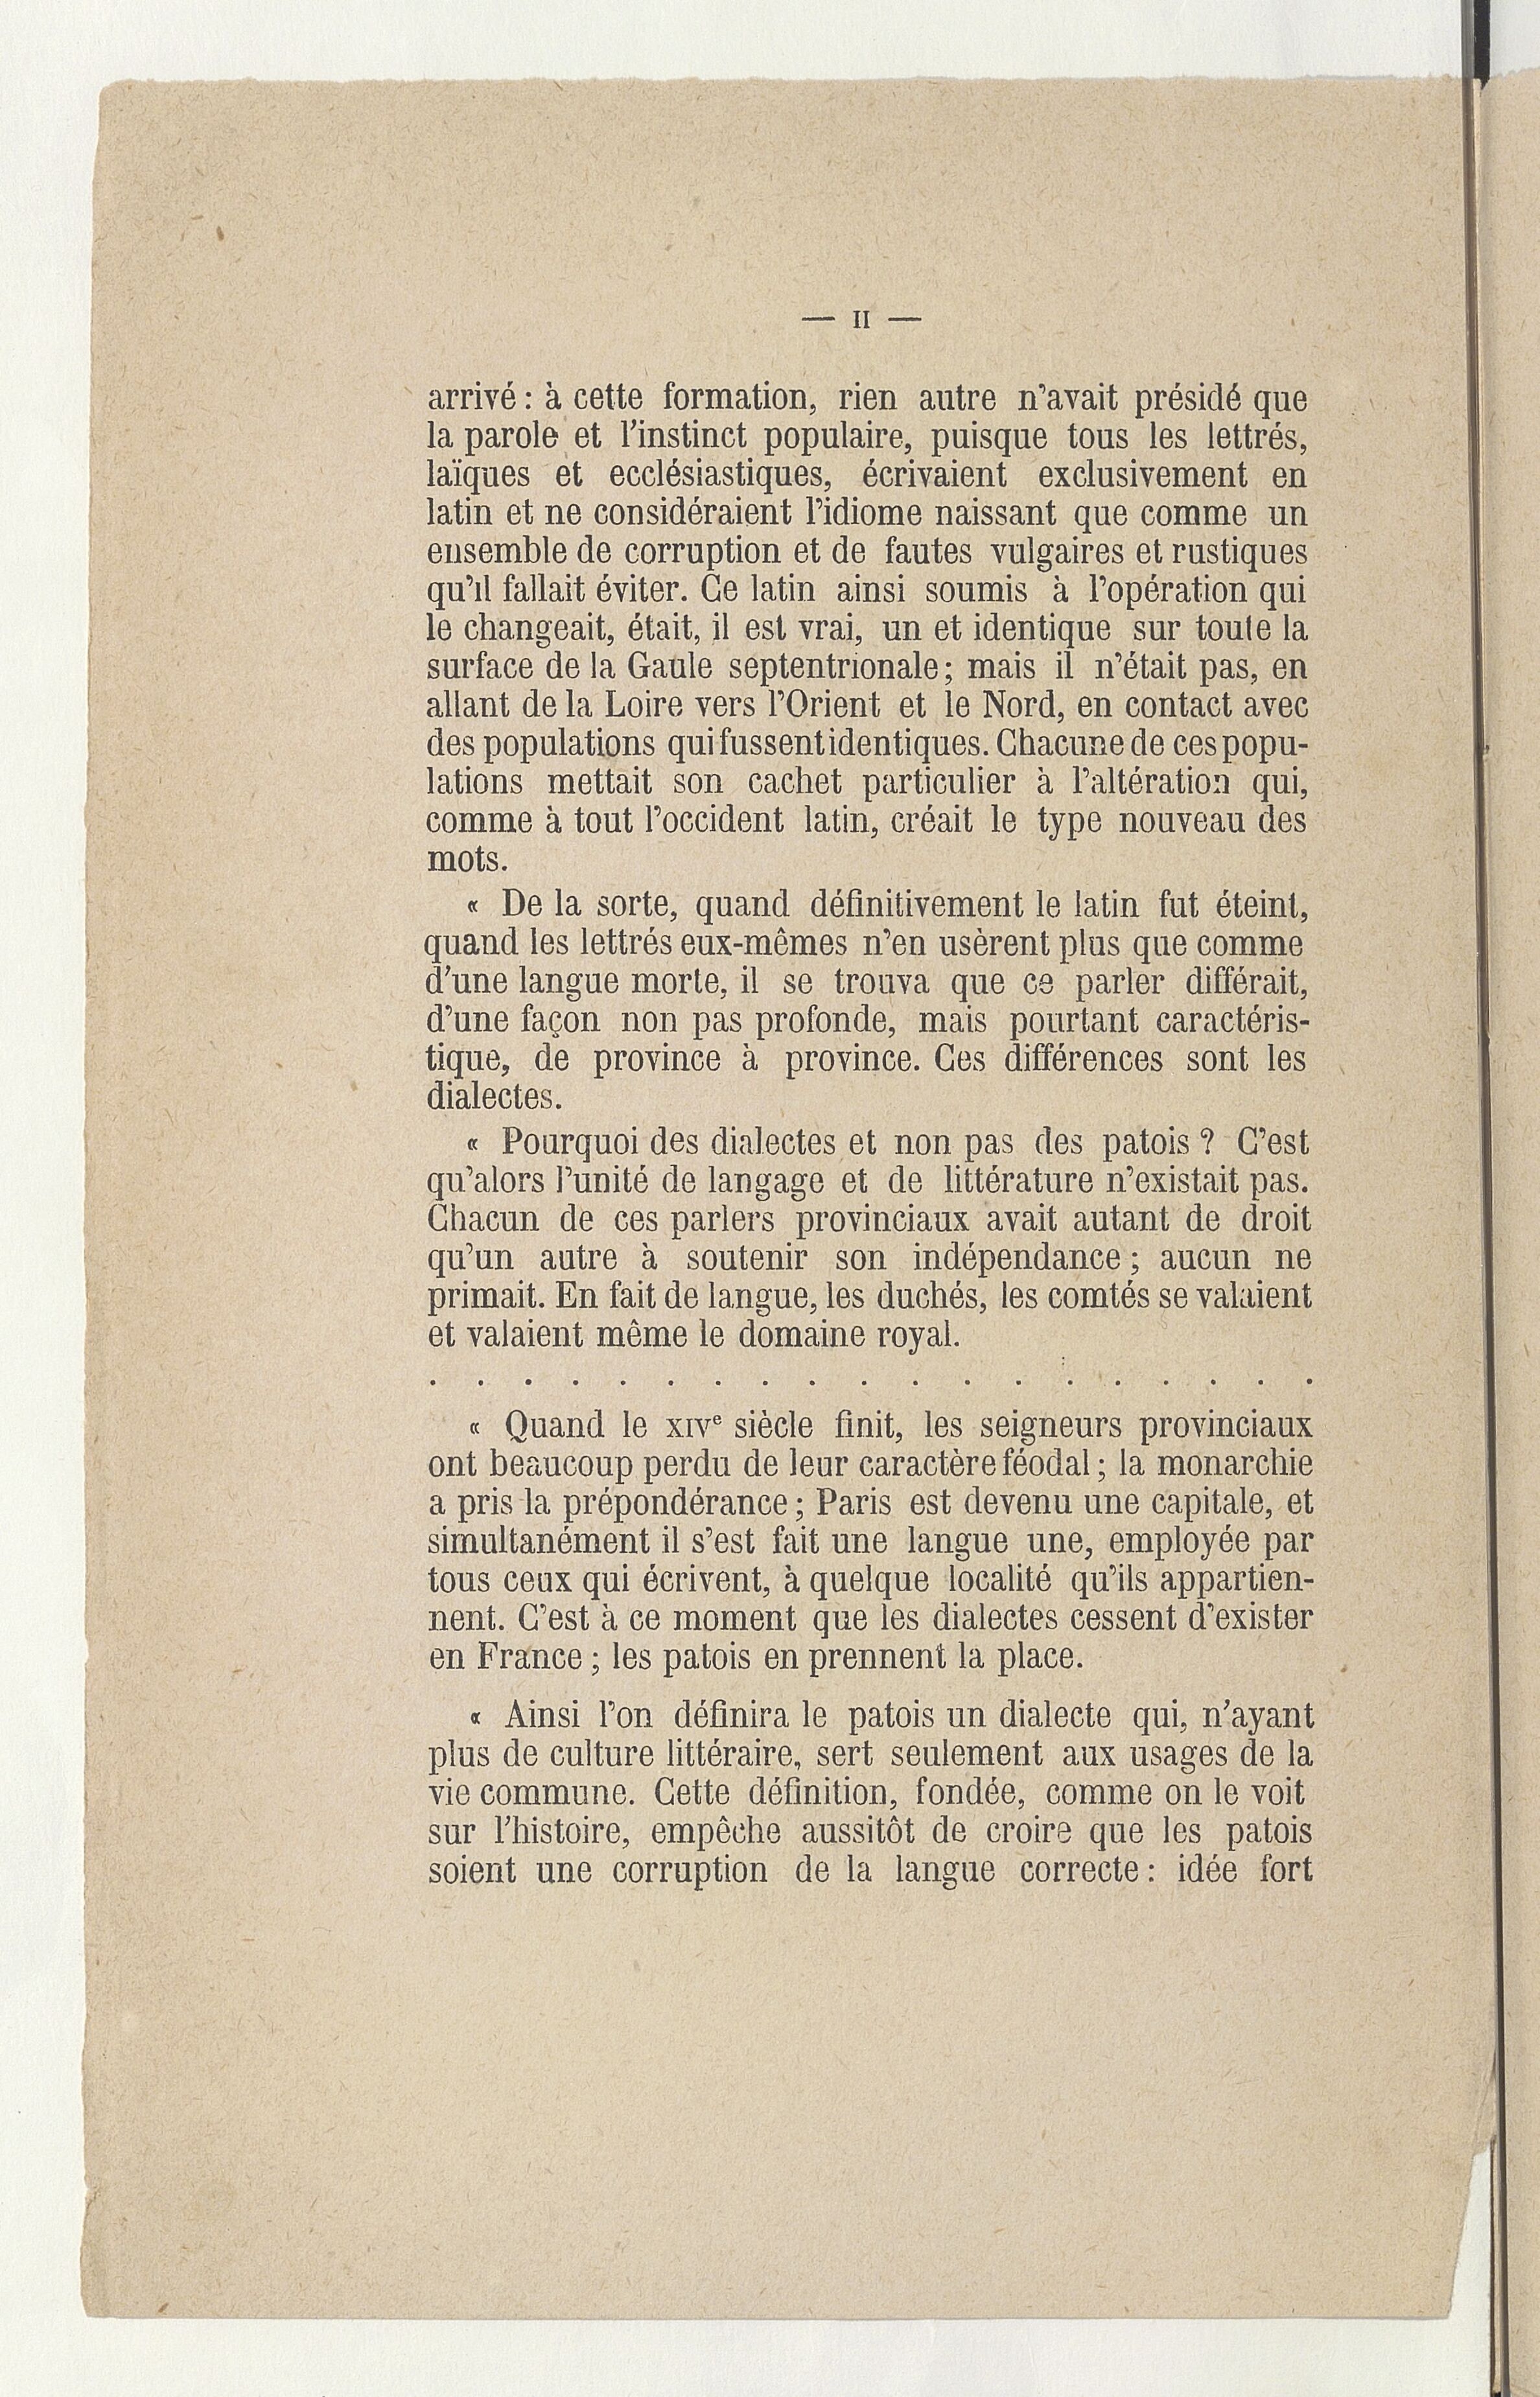 — II —
arrivé : à cette formation, rien autre n'avait présidé que
la parole et l'instinct populaire, puisque tous les lettrés,
laïques et ecclésiastiques, écrivaient exclusivement en
latin et ne considéraient l'idiome naissant que comme un
ensemble de corruption et de fautes vulgaires et rustiques
qu'il fallait éviter. Ce latin ainsi soumis à l'opération qui
le changeait, était, il est vrai, un et identique sur toute la
surface de la Gaule septentrionale ; mais il n'était pas, en
allant de la Loire vers l'Orient et le Nord, en contact avec
des populations qui fussent identiques. Chacune de ces popu-
lations mettait son cachet particulier à l'altération qui,
comme à tout l'occident latin, créait le type nouveau des
mots.
« De la sorte, quand définitivement le latin fut éteint,
quand les lettrés eux-mêmes n'en usèrent plus que comme
d'une langue morte, il se trouva que ce parler différait,
d'une façon non pas profonde, mais pourtant caractéris-
tique, de province à province. Ces différences sont les
dialectes.
« Pourquoi des dialectes et non pas des patois ? C'est
qu'alors l'unité de langage et de littérature n'existait pas.
Chacun de ces parlers provinciaux avait autant de droit
qu'un autre à soutenir son indépendance ; aucun ne
primait. En fait de langue, les duchés, les comtés se valaient
et valaient même le domaine royal.
. . . . . . . . . . . . . . . . . . .
« Quand le XIVe siècle finit, les seigneurs provinciaux
ont beaucoup perdu de leur caractère féodal ; la monarchie
a pris la prépondérance ; Paris est devenu une capitale, et
simultanément il s'est fait une langue une, employée par
tous ceux qui écrivent, à quelque localité qu'ils appartien-
nent. C'est à ce moment que les dialectes cessent d'exister
en France ; les patois en prennent la place.
« Ainsi l'on définira le patois un dialecte qui, n'ayant
plus de culture littéraire, sert seulement aux usages de la
vie commune. Cette définition, fondée, comme on le voit
sur l'histoire, empêche aussitôt de croire que les patois
soient une corruption de la langue correcte : idée fort